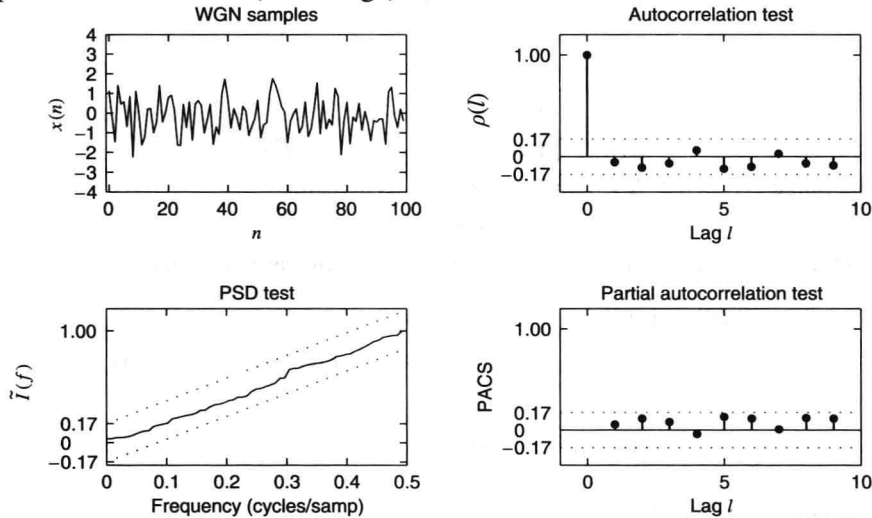 WGN samples
4
3
2
1
0
−1
−2
−3
−4
x(n)
0 20 40 60 80 100
n
Autocorrelation test
1.00
0.17
0
−0.17
ρ(l)
0 5 10
Lag l
PSD test
1.00
0.17
0
−0.17
Ĩ(f)
0 0.1 0.2 0.3 0.4 0.5
Frequency (cycles/samp)
Partial autocorrelation test
1.00
0.17
0
−0.17
PACS
0 5 10
Lag l